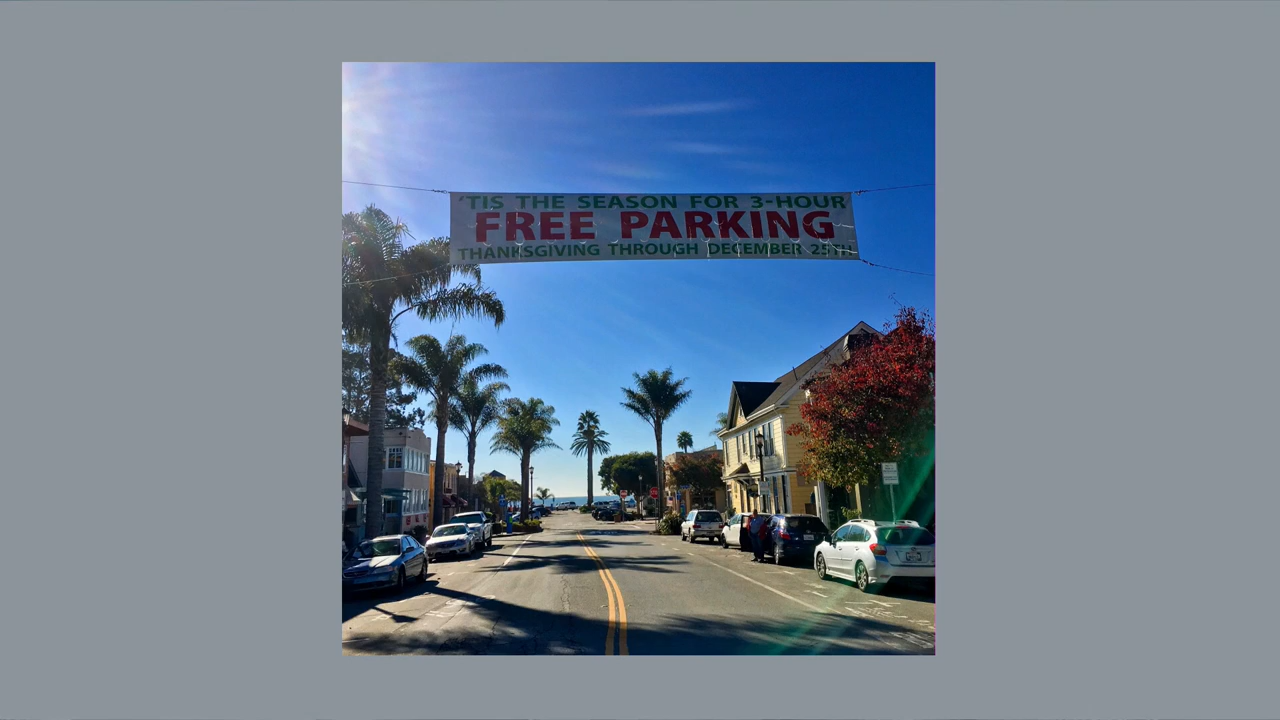 'TIS THE SEASON FOR 3-HOUR
FREE PARKING
THANKSGIVING THROUGH DECEMBER 25TH